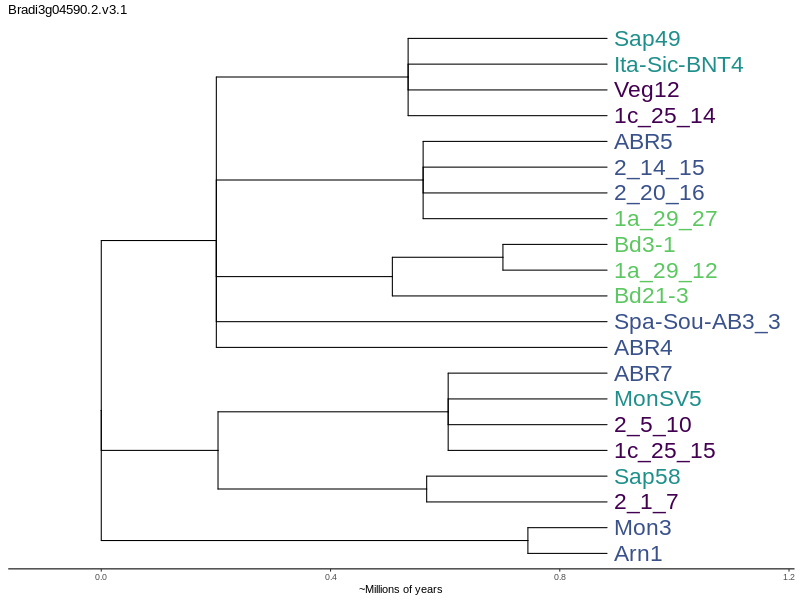 Bradi3g04590.2.v3.1
Sap49
Ita-Sic-BNT4
Veg12
1c_25_14
ABR5
2_14_15
2_20_16
1a_29_27
Bd3-1
1a_29_12
Bd21-3
Spa-Sou-AB3_3
ABR4
ABR7
MonSV5
2_5_10
1c_25_15
Sap58
2_1_7
Mon3
Arn1
0.0 0.4 0.8 1.2
~Millions of years